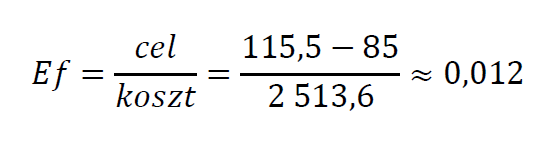 Ef = cel/koszt = (115,5 − 85)/(2 513,6) ≈ 0,012